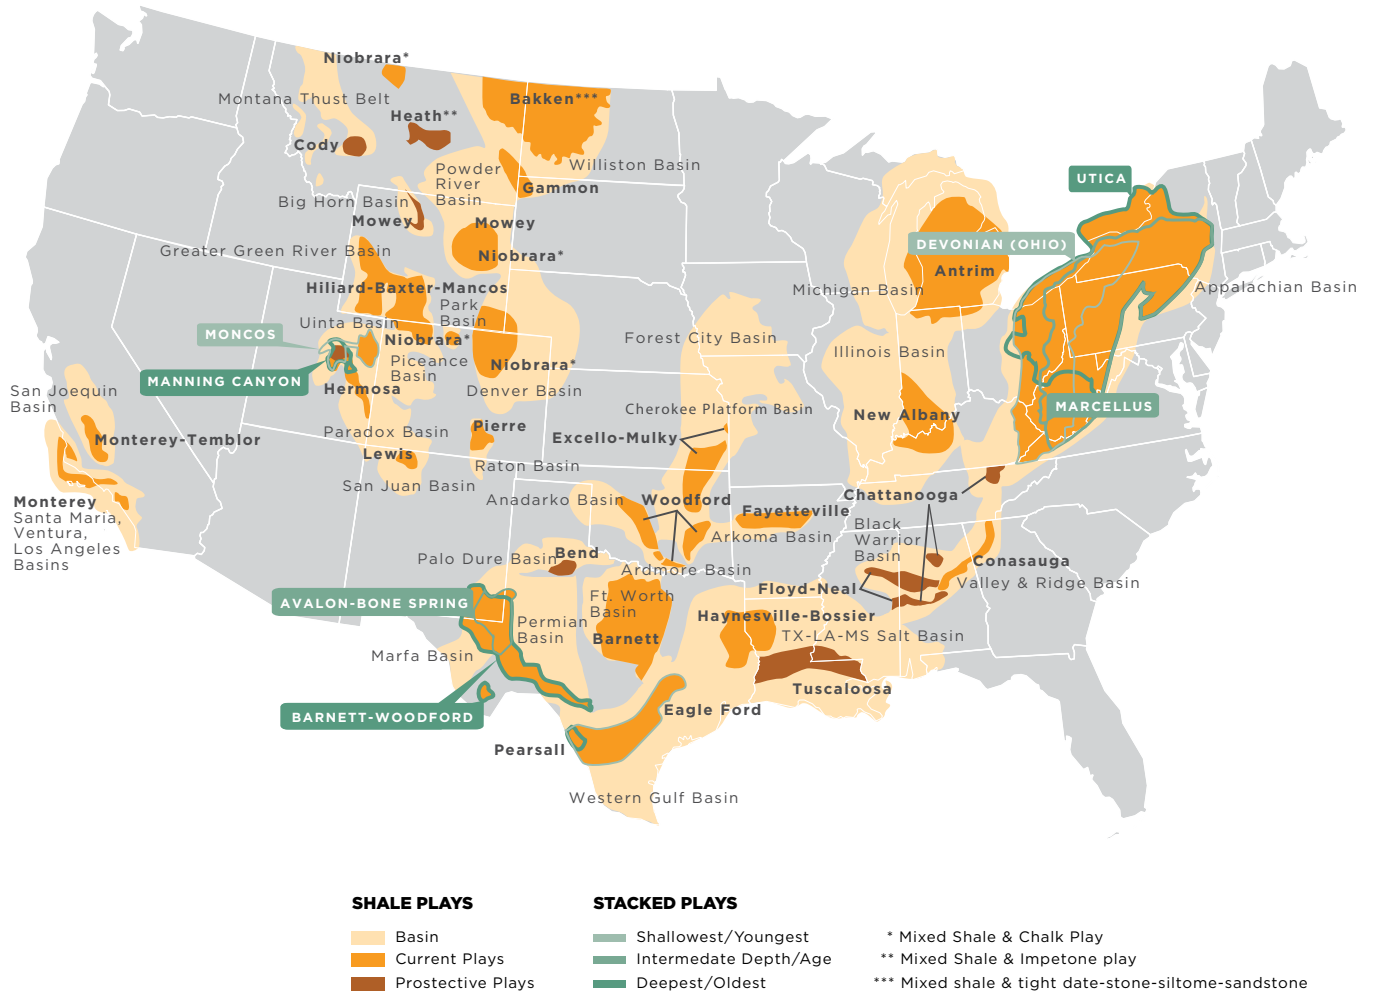 Niobrara*
Montana Thust Belt
Bakken***
Heath**
Cody
Williston Basin
Powder
River
Basin
Gammon
UTICA
Big Horn Basin
Mowey
Mowey
Greater Green River Basin
Niobrara*
DEVONIAN (OHIO)
Antrim
Hiliard-Baxter-Mancos
Michigan Basin
Appalachian Basin
Park
Basin
Uinta Basin
MONCOS
Niobrara*
Forest City Basin
Illinois Basin
Piceance
Basin
Niobrara*
MANNING CANYON
Hermosa
Denver Basin
San Joequin
Basin
Cherokee Platform Basin
New Albany
MARCELLUS
Monterey-Temblor
Paradox Basin
Pierre
Excello-Mulky
Lewis
Raton Basin
San Juan Basin
Anadarko Basin
Woodford
Chattanooga
Monterey
Santa Maria,
Ventura,
Los Angeles
Basins
Fayetteville
Black
Warrior
Basin
Arkoma Basin
Palo Dure Basin
Bend
Ardmore Basin
Conasauga
Valley & Ridge Basin
AVALON-BONE SPRING
Ft. Worth
Basin
Floyd-Neal
Haynesville-Bossier
Permian
Basin
Barnett
TX-LA-MS Salt Basin
Marfa Basin
Tuscaloosa
BARNETT-WOODFORD
Eagle Ford
Pearsall
Western Gulf Basin
SHALE PLAYS
Basin
Current Plays
Prostective Plays
STACKED PLAYS
Shallowest/Youngest
Intermedate Depth/Age
Deepest/Oldest
* Mixed Shale & Chalk Play
** Mixed Shale & Impetone play
*** Mixed shale & tight date-stone-siltome-sandstone